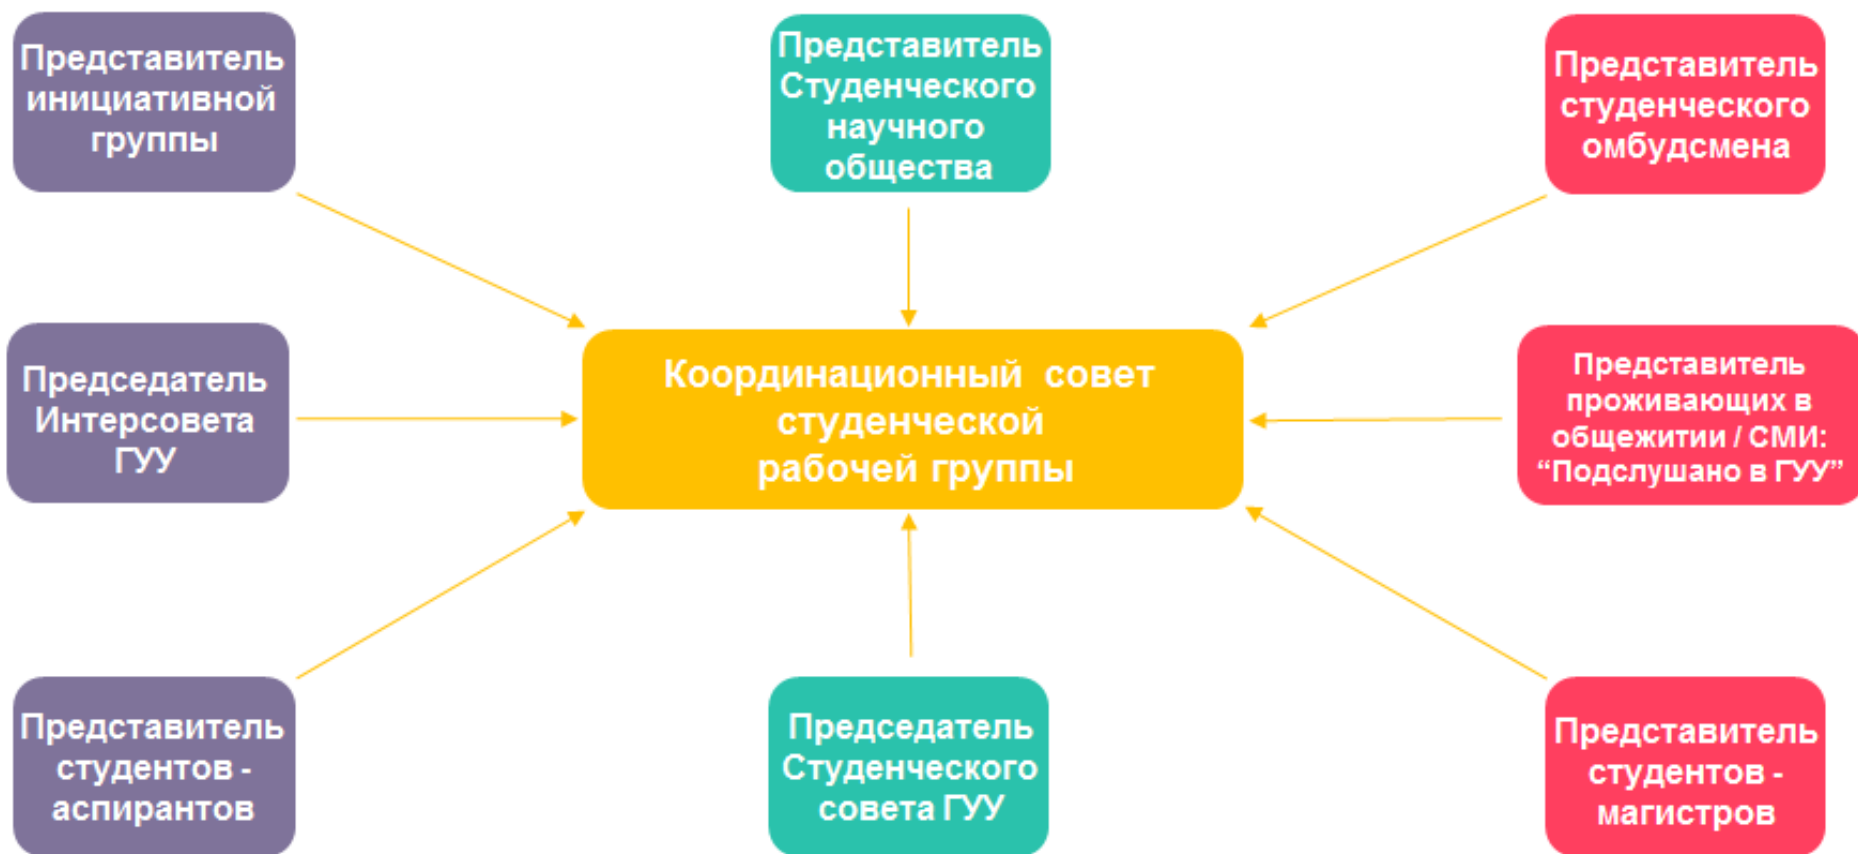 Представитель
инициативной
группы
Представитель
Студенческого
научного
общества
Представитель
студенческого
омбудсмена
Председатель
Интерсовета
ГУУ
Координационный совет
студенческой
рабочей группы
Представитель
проживающих в
общежитии / СМИ:
“Подслушано в ГУУ”
Представитель
студентов -
аспирантов
Председатель
Студенческого
совета ГУУ
Представитель
студентов -
магистров